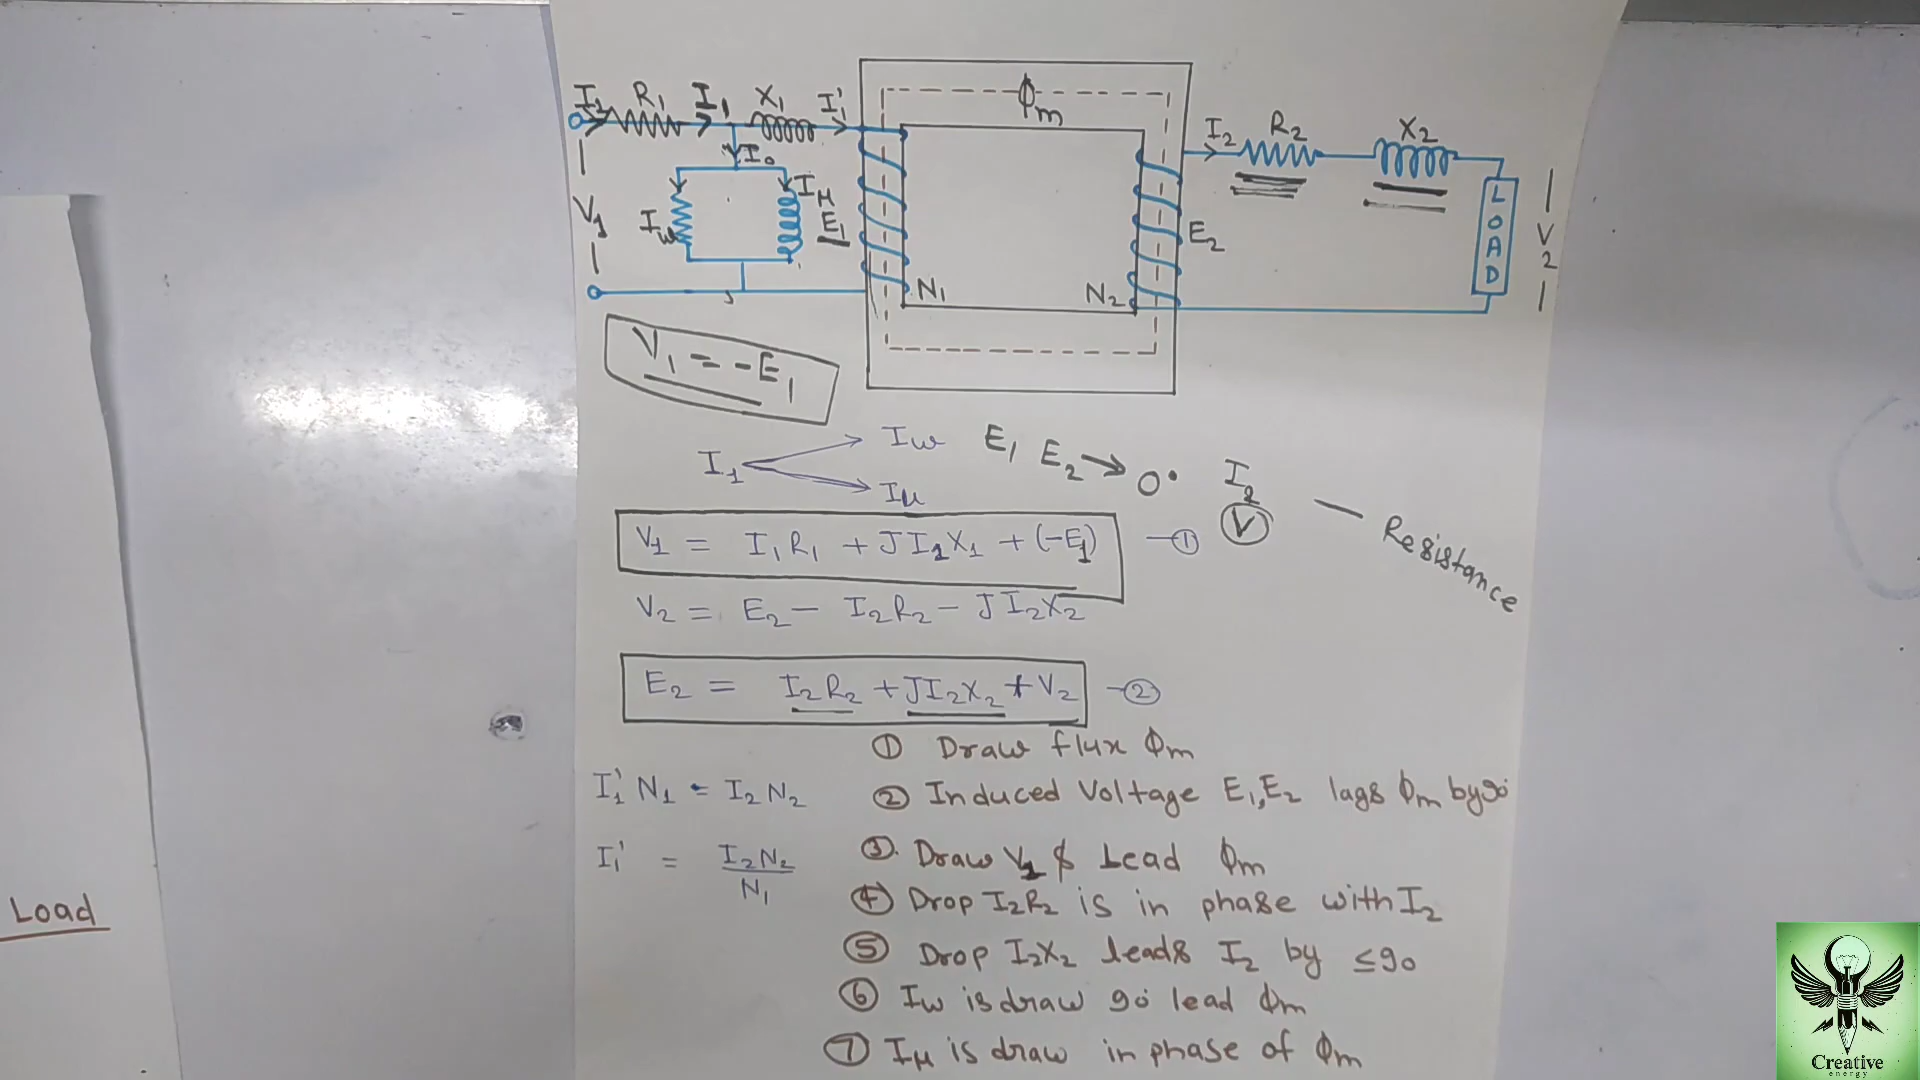 I₁ R₁ I₁ X₁ I₁' ϕm I₂ R₂ X₂
I₀
V₁ Iw Iμ E₁ E₂ LOAD V₂
N₁ N₂
V₁ = -E₁
I₁ Iw E₁ E₂ → 0° I₂
Iμ V — Resistance
V₁ = I₁R₁ + JI₁X₁ + (-E₁) —①
V₂ = E₂ - I₂R₂ - JI₂X₂
E₂ = I₂R₂ + JI₂X₂ + V₂ —②
① Draw flux ϕm
I₁' N₁ = I₂N₂
② Induced Voltage E₁,E₂ lags ϕm by 90°
I₁' = I₂N₂ / N₁
③. Draw V₁ & Lead ϕm
④ Drop I₂R₂ is in phase with I₂
⑤ Drop I₂X₂ leads I₂ by ≤90
⑥ Iw is draw 90° lead ϕm
⑦ Iμ is draw in phase of ϕm
Load
Creative
energy